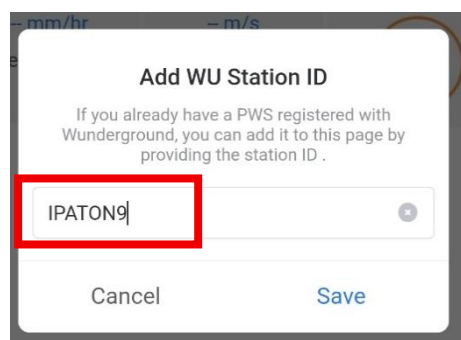 -- mm/hr -- m/s
Add WU Station ID
If you already have a PWS registered with
Wunderground, you can add it to this page by
providing the station ID .
IPATON9
Cancel Save